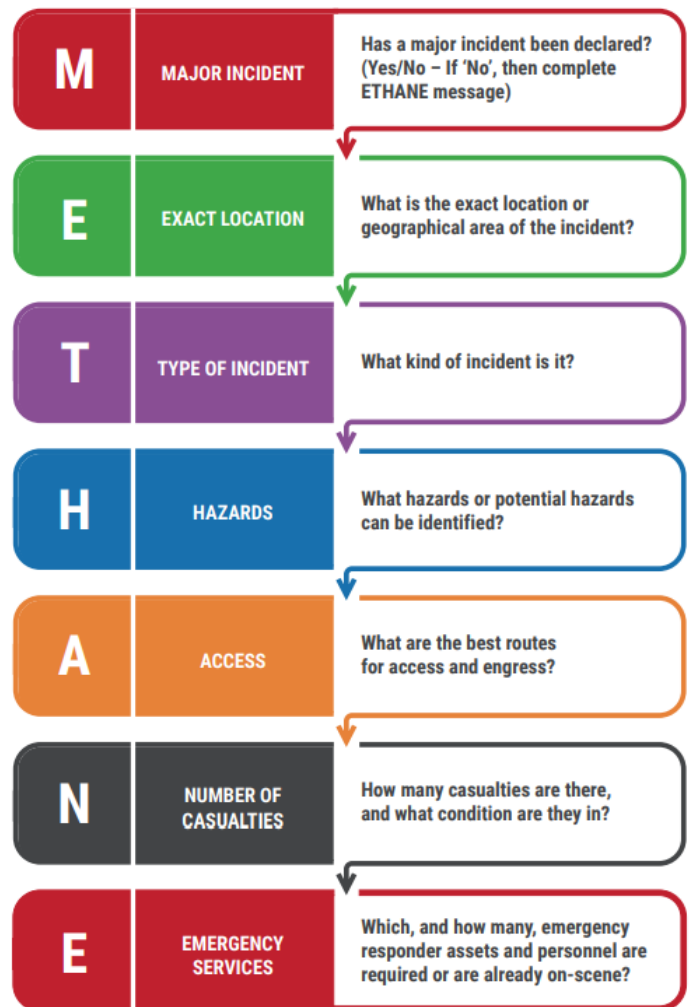 M
MAJOR INCIDENT
Has a major incident been declared?
(Yes/No – If ‘No’, then complete
ETHANE message)
E
EXACT LOCATION
What is the exact location or
geographical area of the incident?
T
TYPE OF INCIDENT
What kind of incident is it?
H
HAZARDS
What hazards or potential hazards
can be identified?
A
ACCESS
What are the best routes
for access and engress?
N
NUMBER OF
CASUALTIES
How many casualties are there,
and what condition are they in?
E
EMERGENCY
SERVICES
Which, and how many, emergency
responder assets and personnel are
required or are already on-scene?